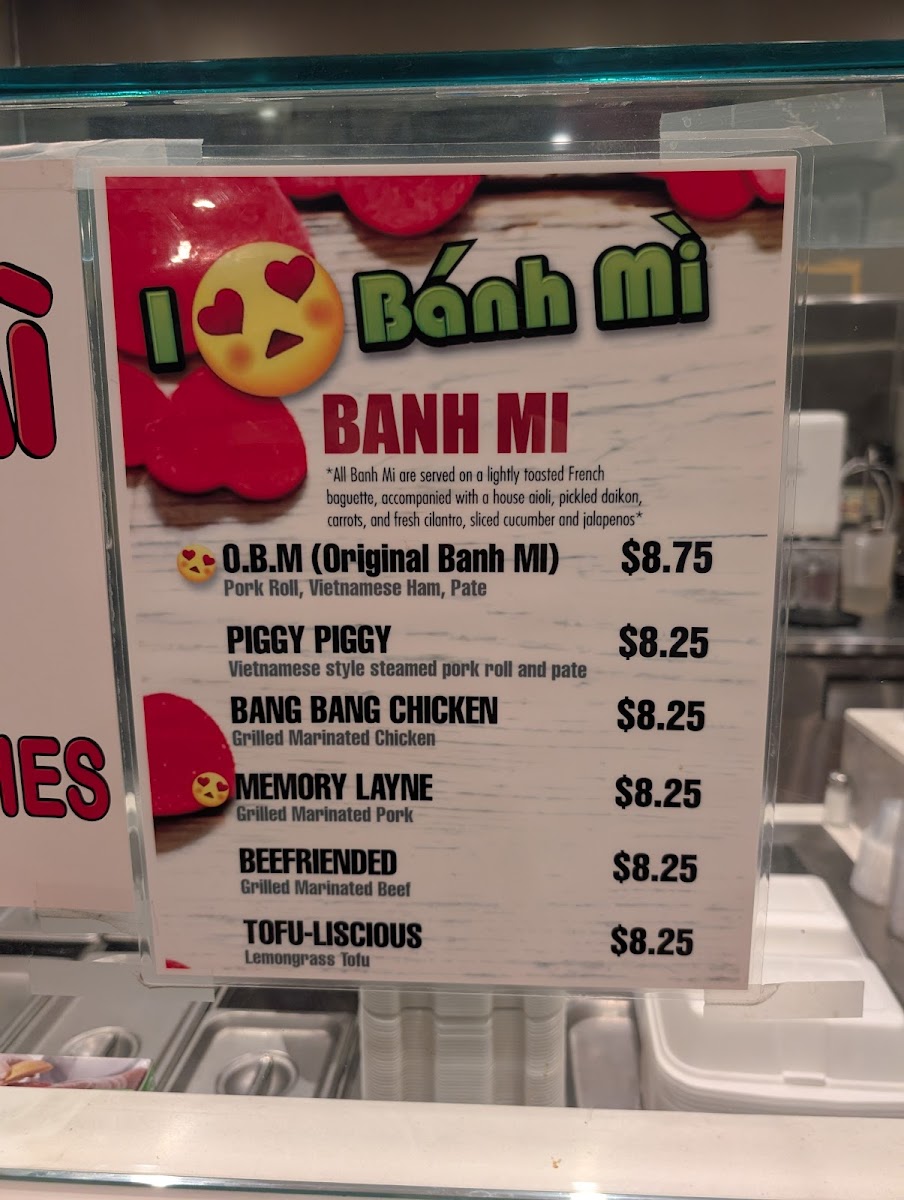 I Bánh Mì
BANH MI
*All Banh Mi are served on a lightly toasted French
baguette, accompanied with a house aioli, pickled daikon,
carrots, and fresh cilantro, sliced cucumber and jalapenos*
O.B.M (Original Banh MI) $8.75
Pork Roll, Vietnamese Ham, Pate
PIGGY PIGGY $8.25
Vietnamese style steamed pork roll and pate
BANG BANG CHICKEN $8.25
Grilled Marinated Chicken
MEMORY LAYNE $8.25
Grilled Marinated Pork
BEEFRIENDED $8.25
Grilled Marinated Beef
TOFU-LISCIOUS $8.25
Lemongrass Tofu